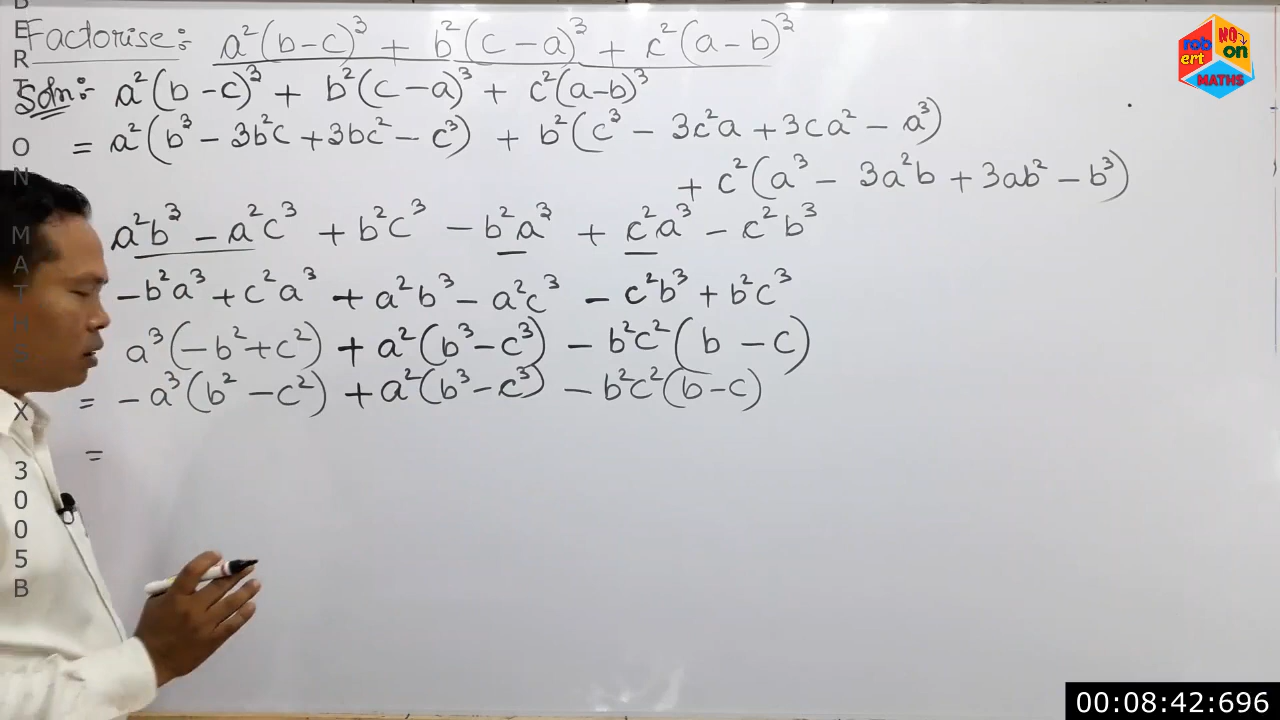 Factorise: a²(b-c)³ + b²(c-a)³ + c²(a-b)³
Soln: a²(b-c)³ + b²(c-a)³ + c²(a-b)³
= a²(b³ - 3b²c + 3bc² - c³) + b²(c³ - 3c²a + 3ca² - a³)
+ c²(a³ - 3a²b + 3ab² - b³)
a²b³ - a²c³ + b²c³ - b²a³ + c²a³ - c²b³
-b²a³ + c²a³ + a²b³ - a²c³ - c²b³ + b²c³
a³(-b²+c²) + a²(b³-c³) - b²c²(b - c)
= -a³(b² - c²) + a²(b³ - c³) - b²c²(b-c)
=
robert
NO
on
MATHS
X
3005B
00:08:42:696